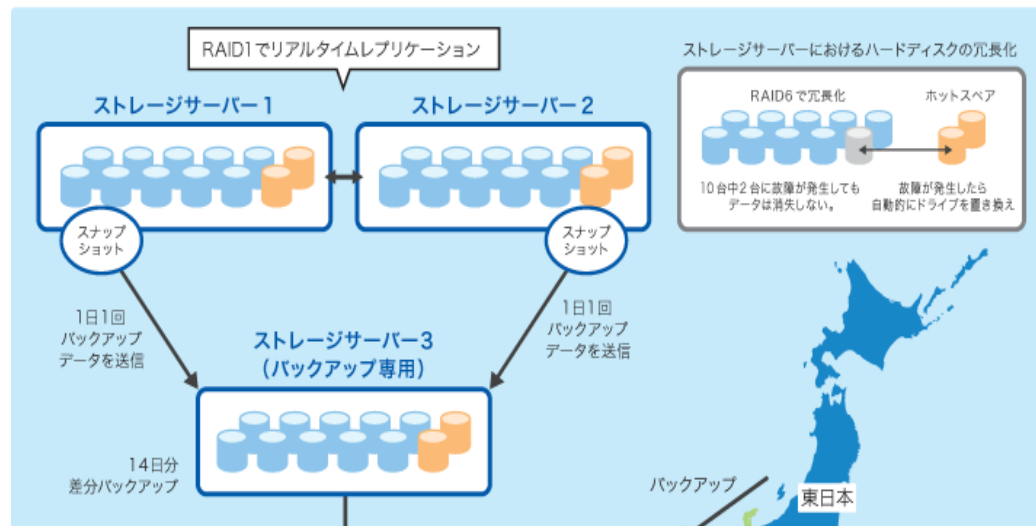 RAID1でリアルタイムレプリケーション
ストレージサーバー1
ストレージサーバー2
スナップ
ショット
スナップ
ショット
1日1回
バックアップ
データを送信
1日1回
バックアップ
データを送信
ストレージサーバー3
(バックアップ専用)
14日分
差分バックアップ
ストレージサーバーにおけるハードディスクの冗長化
RAID6で冗長化
ホットスペア
10台中2台に故障が発生しても
データは消失しない。
故障が発生したら
自動的にドライブを置き換え
バックアップ
東日本